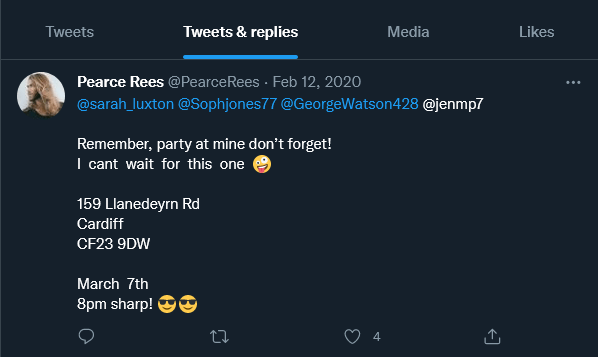 Tweets Tweets & replies Media Likes
Pearce Rees @PearceRees · Feb 12, 2020
@sarah_luxton @Sophjones77 @GeorgeWatson428 @jenmp7
Remember, party at mine don’t forget!
I cant wait for this one 🤪
159 Llanedeyrn Rd
Cardiff
CF23 9DW
March 7th
8pm sharp! 😎😎
4